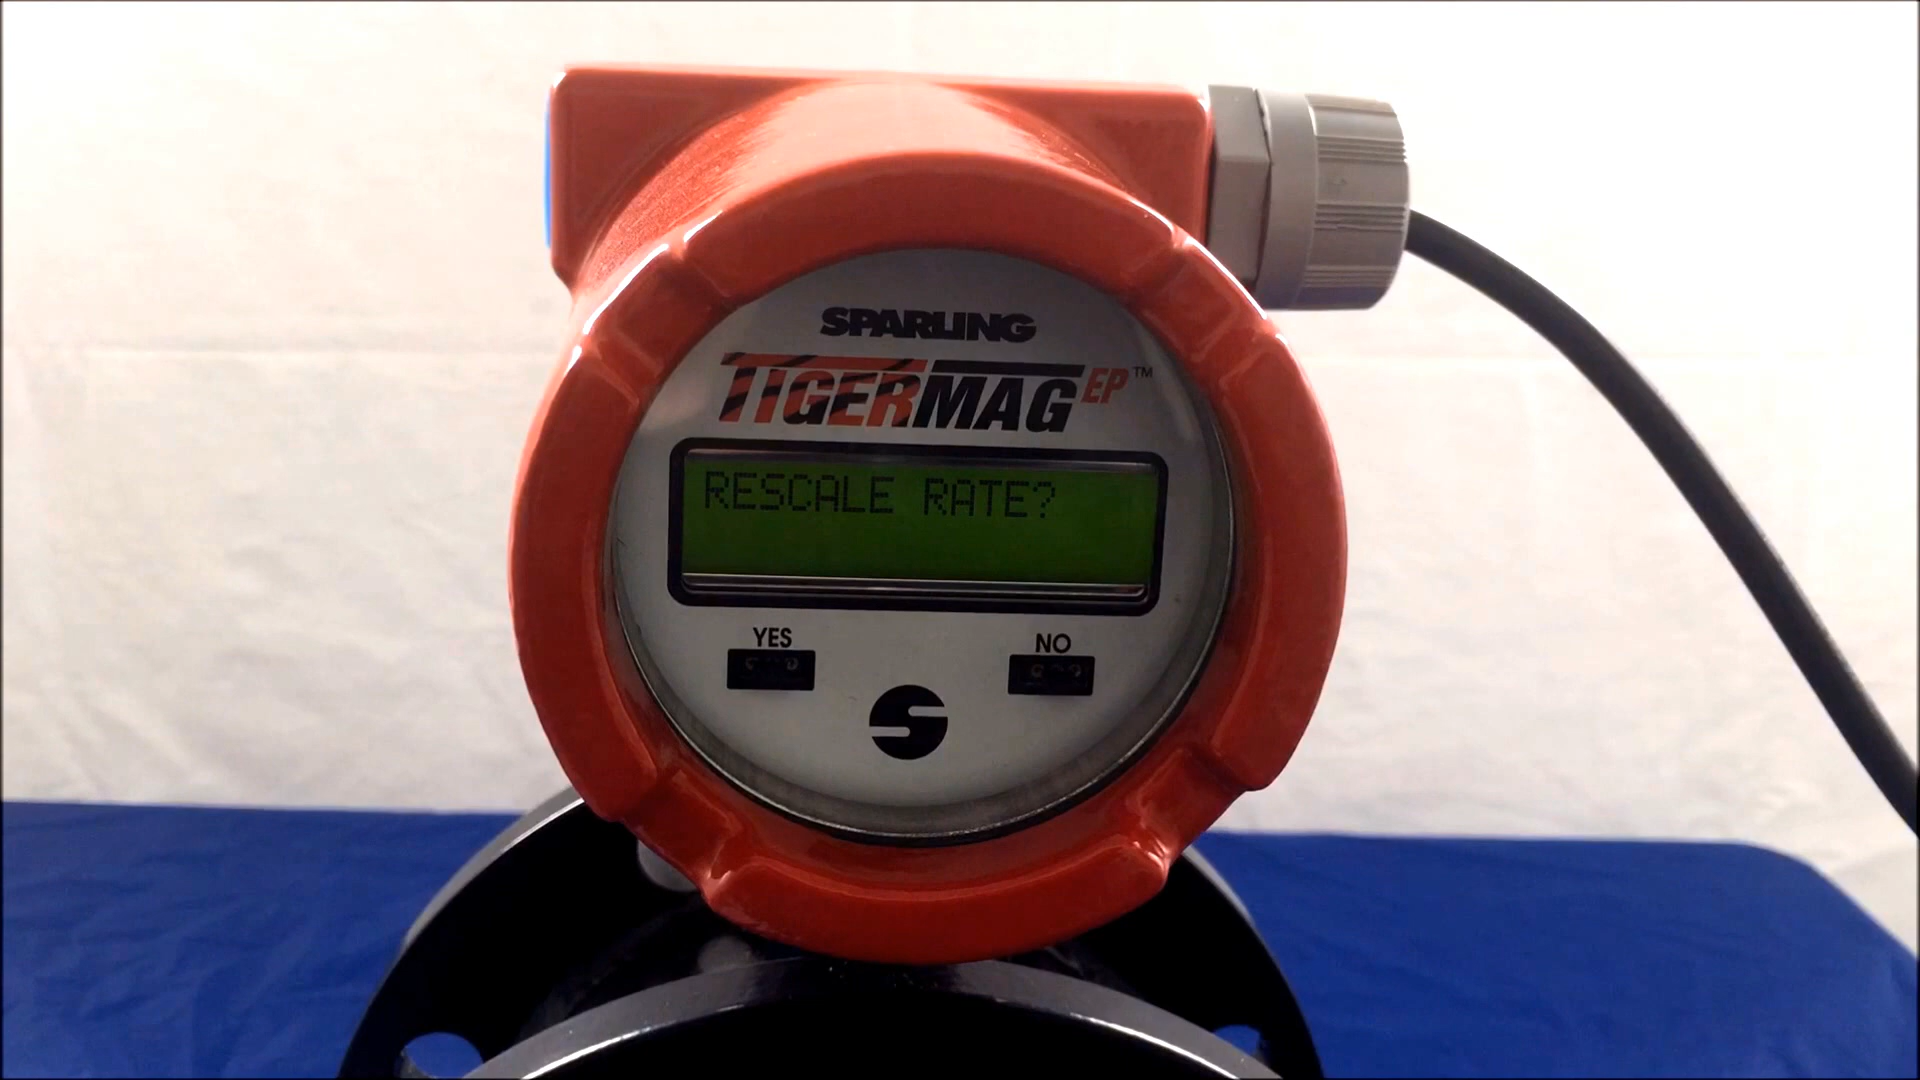 SPARLING
TIGERMAG EP™
RESCALE RATE?
YES
NO
S